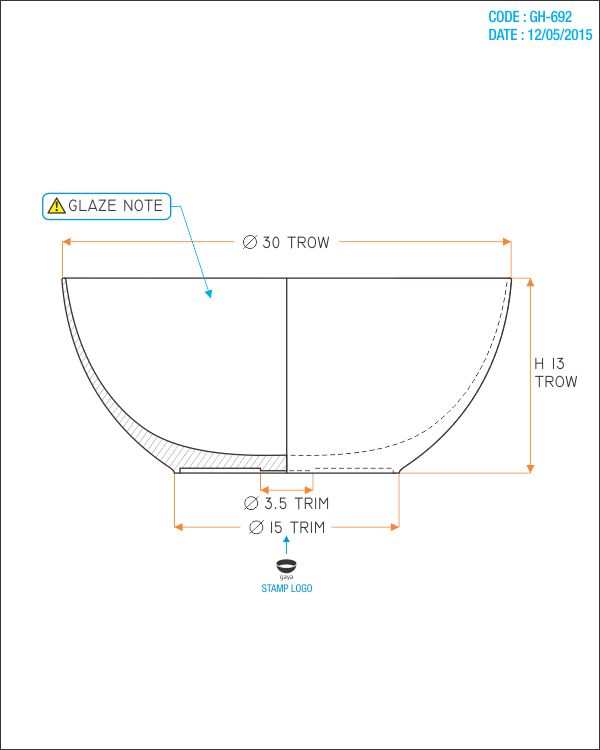 CODE : GH-692
DATE : 12/05/2015
GLAZE NOTE
Ø 30 TROW
H 13
TROW
Ø 3.5 TRIM
Ø 15 TRIM
gaya
STAMP LOGO